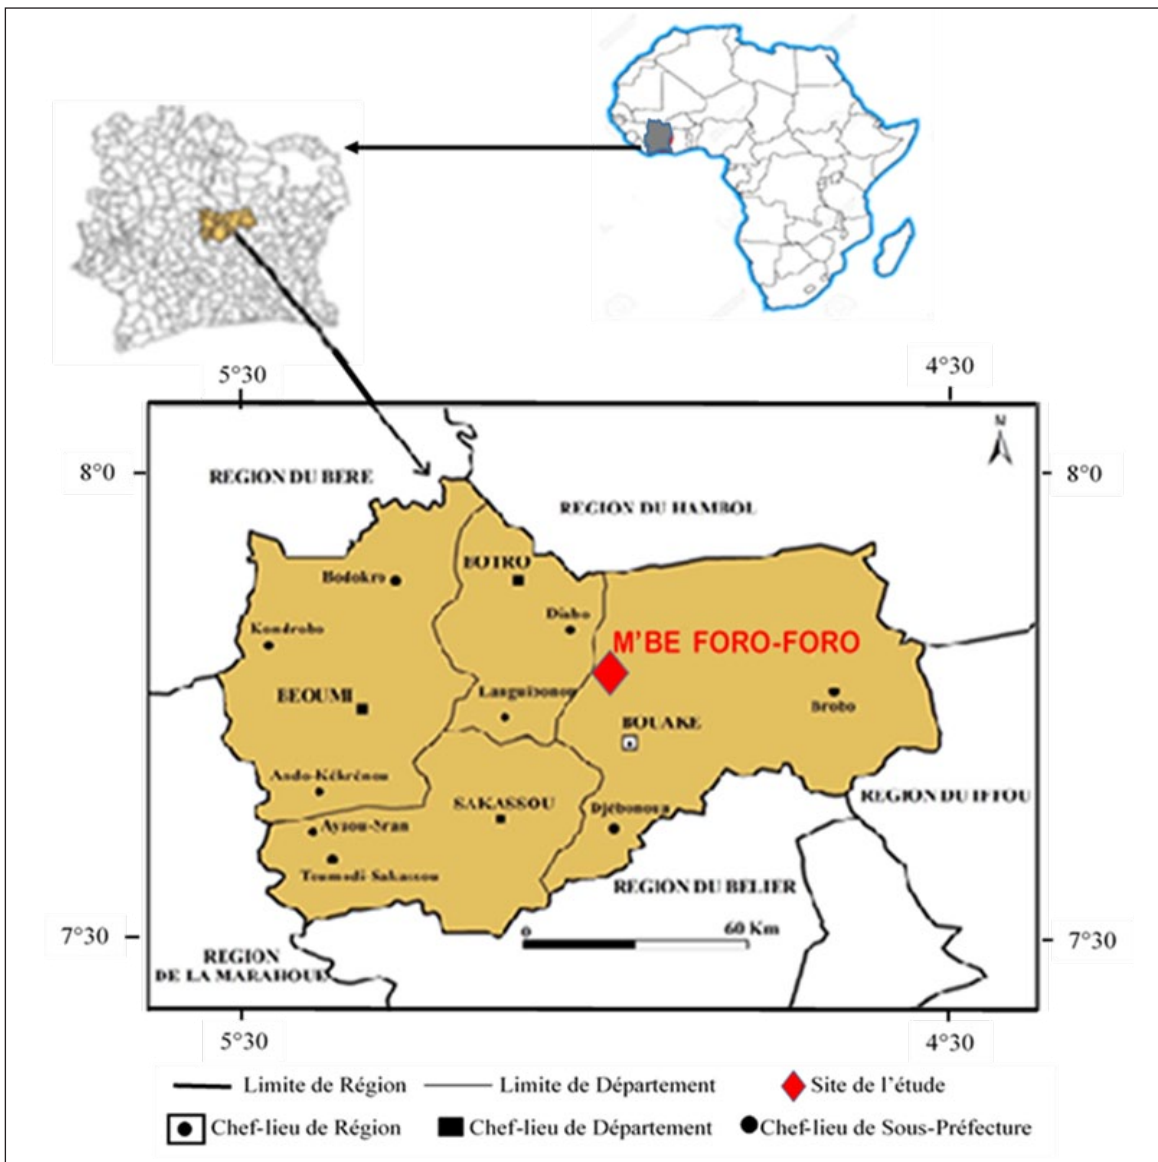 5°30
4°30
N
8°0
8°0
REGION DU BERE
REGION DU HAMBOL
BOTRO
Bodokro
Diabo
Kondrobo
M'BE FORO-FORO
Languibonou
BEOUMI
Brobo
BOUAKE
Ando-Kékrénou
REGION DU IFFOU
SAKASSOU
Djébonoua
Ayaou-Sran
Toumodi-Sakassou
REGION DU BELIER
0
60 Km
7°30
7°30
REGION
DE LA MARAHOUE
5°30
4°30
Limite de Région
Limite de Département
Site de l'étude
Chef-lieu de Région
Chef-lieu de Département
Chef-lieu de Sous-Préfecture